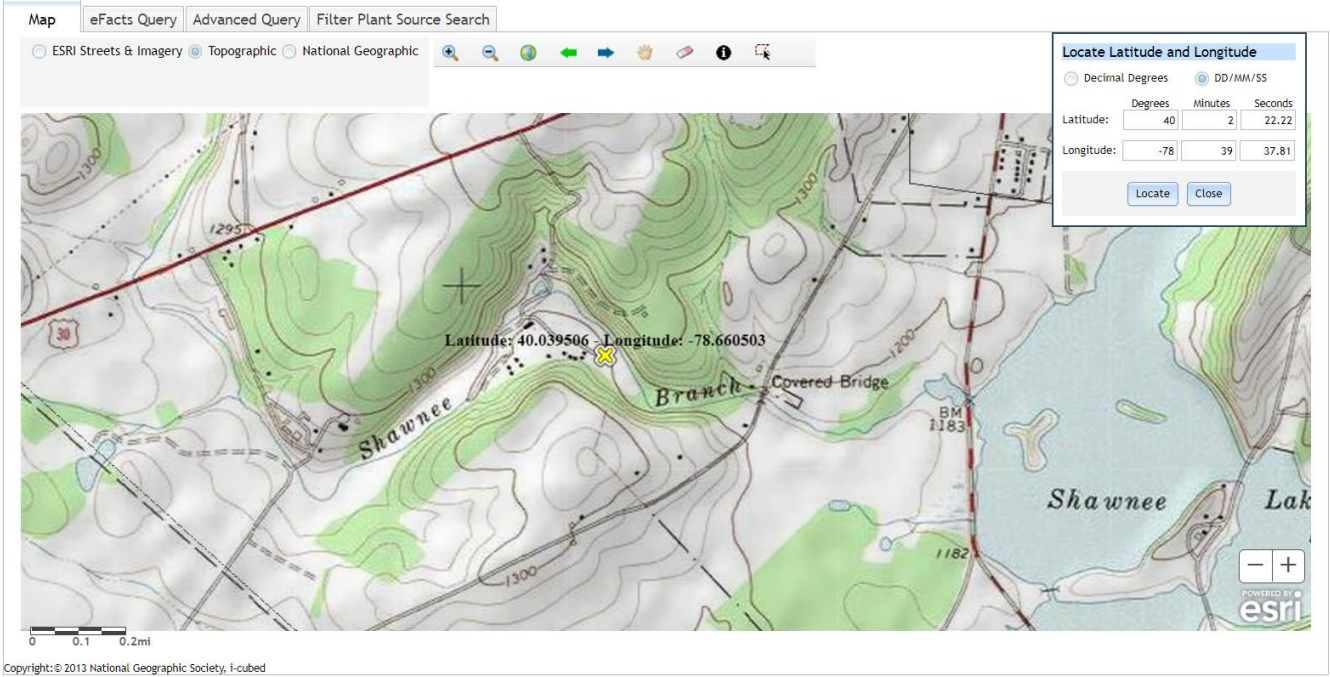 Map eFacts Query Advanced Query Filter Plant Source Search
ESRI Streets & Imagery Topographic National Geographic
Locate Latitude and Longitude
Decimal Degrees DD/MM/SS
Degrees Minutes Seconds
Latitude: 40 2 22.22
Longitude: -78 39 37.81
Locate Close
1300
1300
1295
30
Latitude: 40.039506 - Longitude: -78.660503
1200
1300
Shawnee Branch
Covered Bridge
BM
1183
Shawnee Lak
1182
1300
POWERED BY
esri
0 0.1 0.2mi
Copyright:© 2013 National Geographic Society, i-cubed